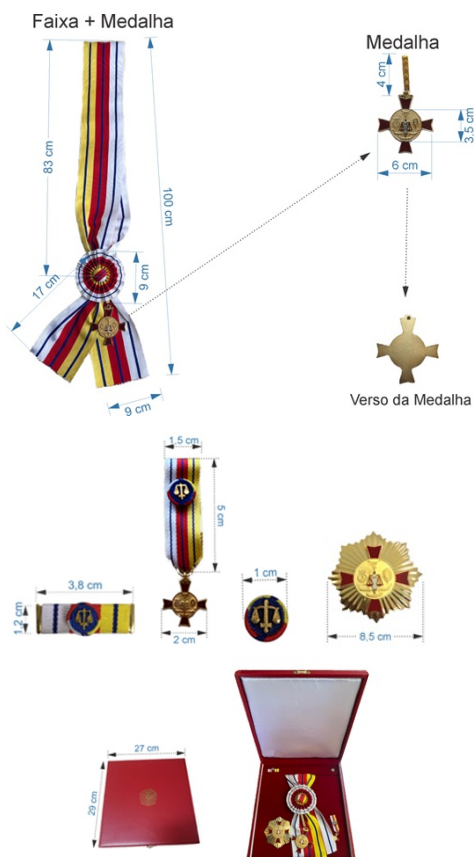 Faixa + Medalha
Medalha
83 cm
100 cm
17 cm
9 cm
9 cm
4 cm
3,5 cm
6 cm
Verso da Medalha
1,5 cm
5 cm
2 cm
3,8 cm
1,2 cm
1 cm
8,5 cm
27 cm
29 cm